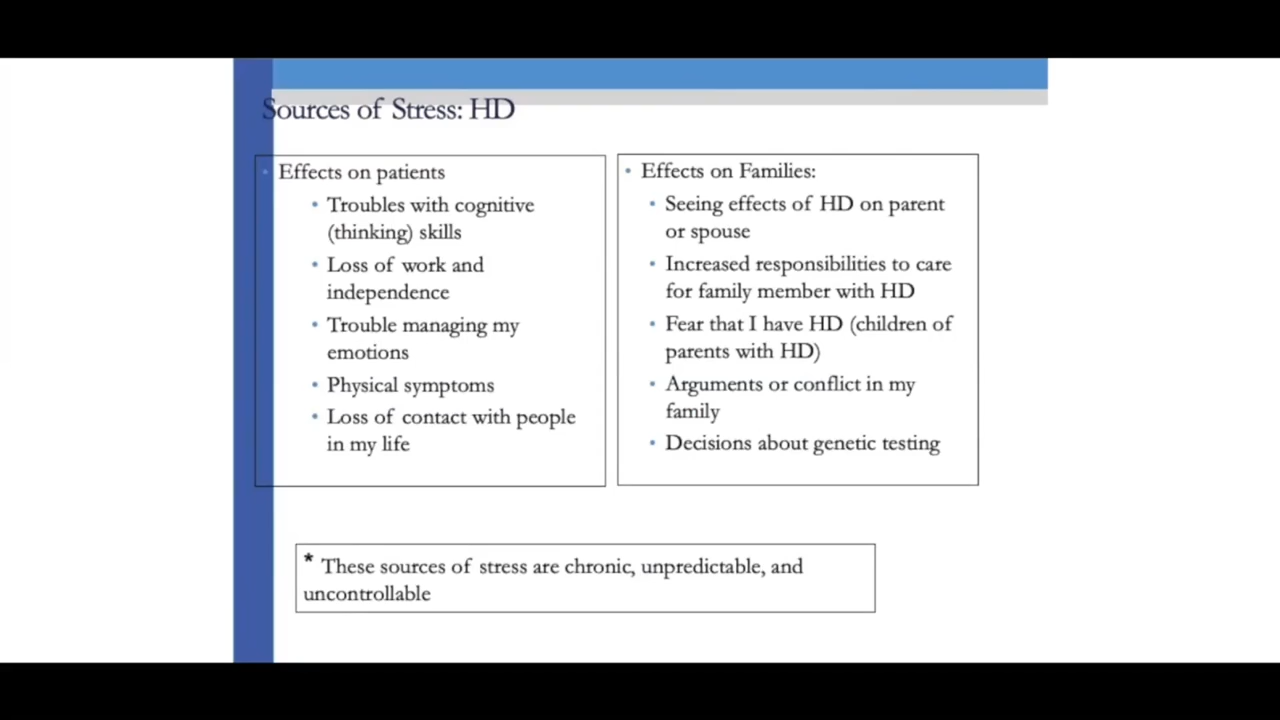 Sources of Stress: HD
• Effects on patients
• Troubles with cognitive
(thinking) skills
• Loss of work and
independence
• Trouble managing my
emotions
• Physical symptoms
• Loss of contact with people
in my life
• Effects on Families:
• Seeing effects of HD on parent
or spouse
• Increased responsibilities to care
for family member with HD
• Fear that I have HD (children of
parents with HD)
• Arguments or conflict in my
family
• Decisions about genetic testing
* These sources of stress are chronic, unpredictable, and
uncontrollable